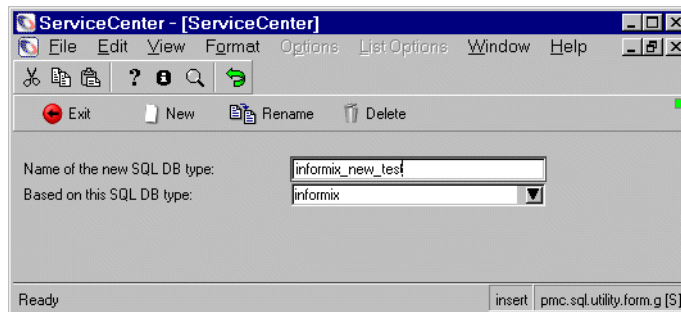 ServiceCenter - [ServiceCenter]
File Edit View Format Options List Options Window Help
Exit New Rename Delete
Name of the new SQL DB type: informix_new_test
Based on this SQL DB type: informix
Ready insert pmc.sql.utility.form.g [S]